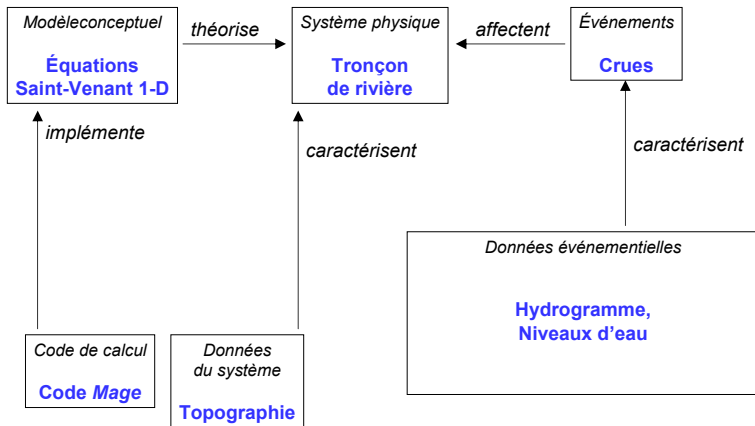 Modèleconceptuel
Équations
Saint-Venant 1-D
théorise
Système physique
Tronçon
de rivière
affectent
Événements
Crues
implémente
caractérisent
caractérisent
Données événementielles
Hydrogramme,
Niveaux d'eau
Code de calcul
Code Mage
Données
du système
Topographie